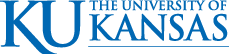 KU THE UNIVERSITY OF
KANSAS